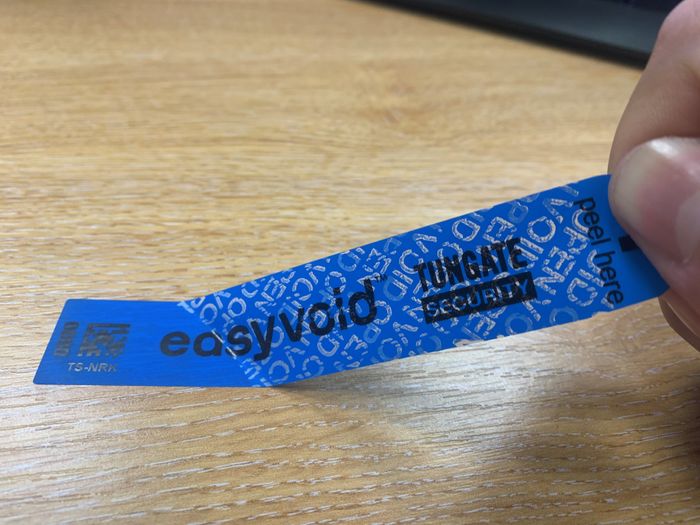 TS-NRK
easyvoid™
TUNGATE
SECURITY
peel here